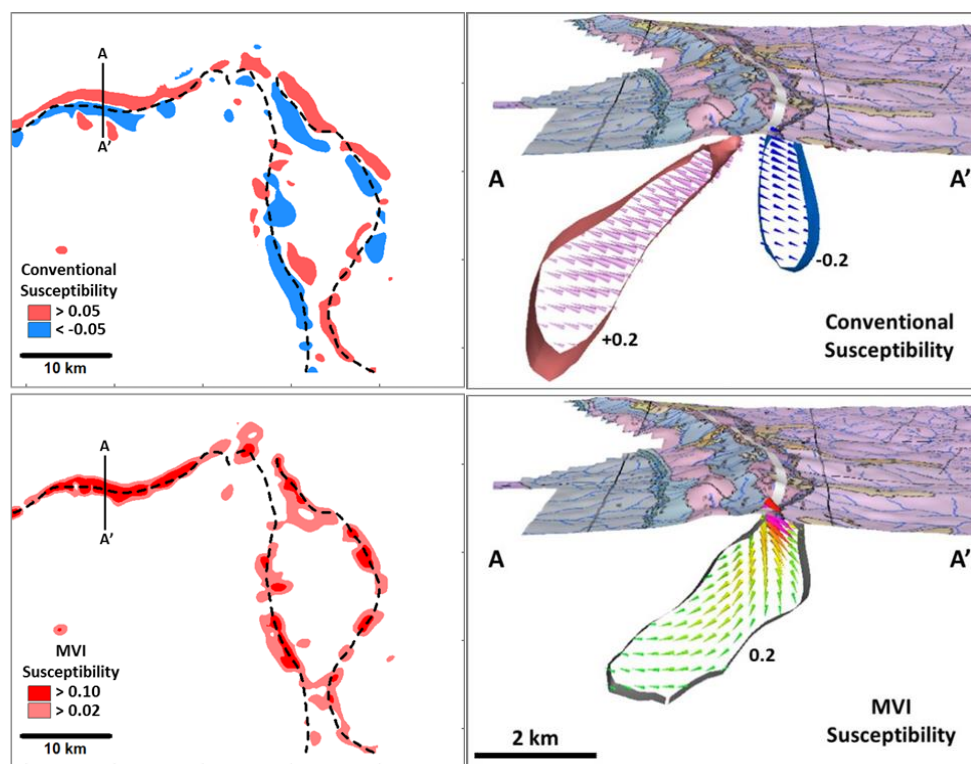 A
A'
Conventional
Susceptibility
> 0.05
< -0.05
10 km
A
A'
-0.2
+0.2
Conventional
Susceptibility
A
A'
MVI
Susceptibility
> 0.10
> 0.02
10 km
A
A'
0.2
MVI
Susceptibility
2 km